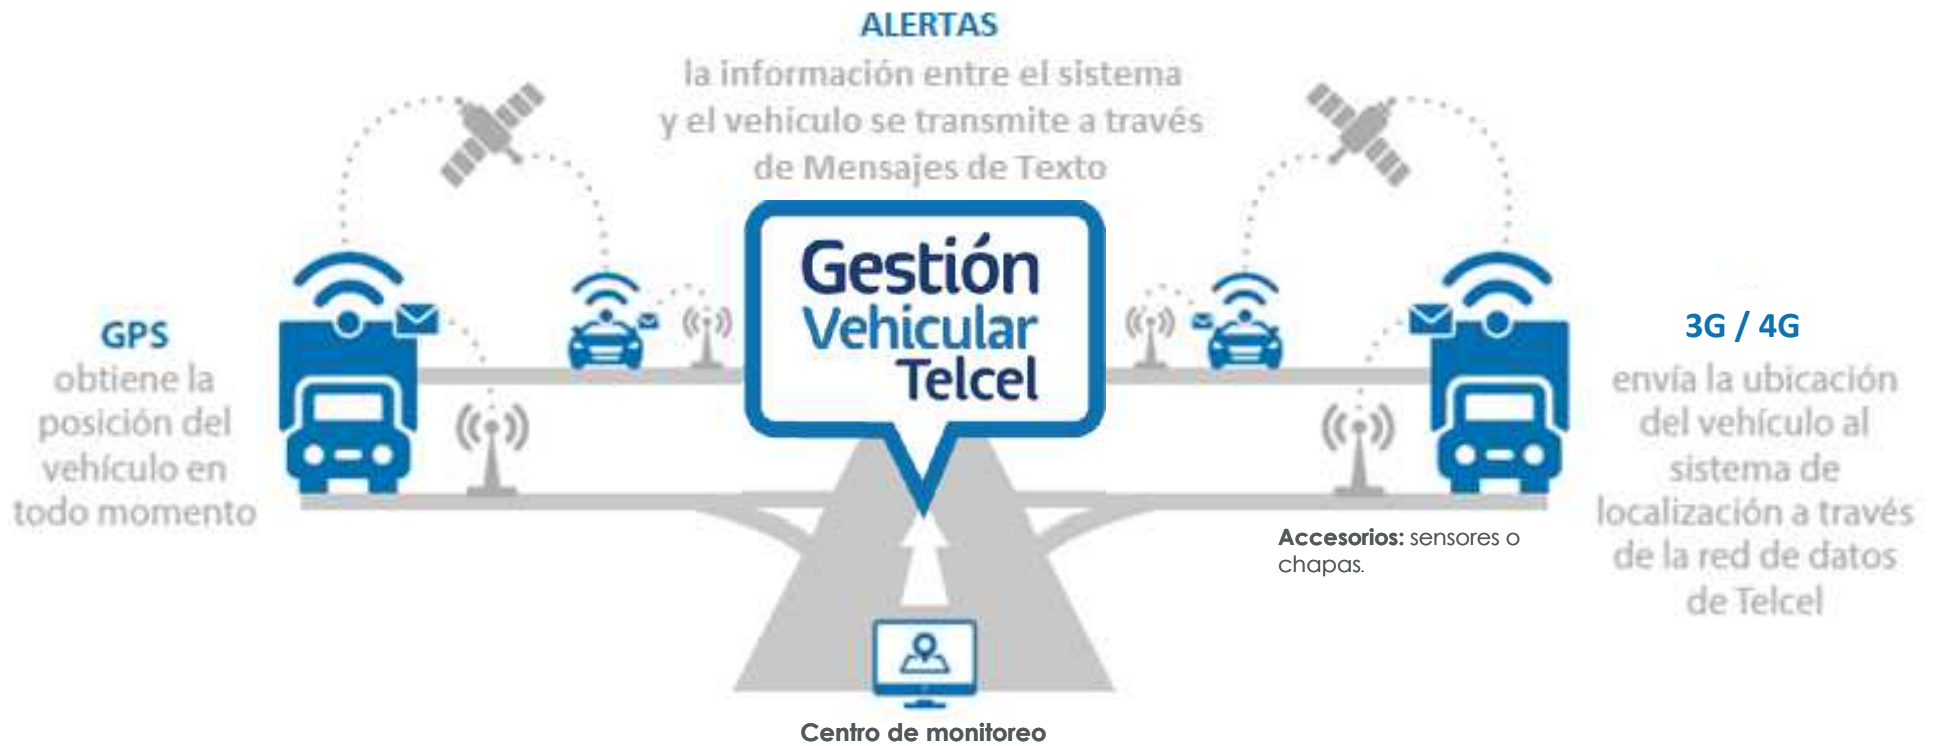 ALERTAS
la información entre el sistema
y el vehículo se transmite a través
de Mensajes de Texto
Gestión
Vehicular
Telcel
GPS
obtiene la
posición del
vehículo en
todo momento
3G / 4G
envía la ubicación
del vehículo al
sistema de
localización a través
de la red de datos
de Telcel
Accesorios: sensores o
chapas.
Centro de monitoreo